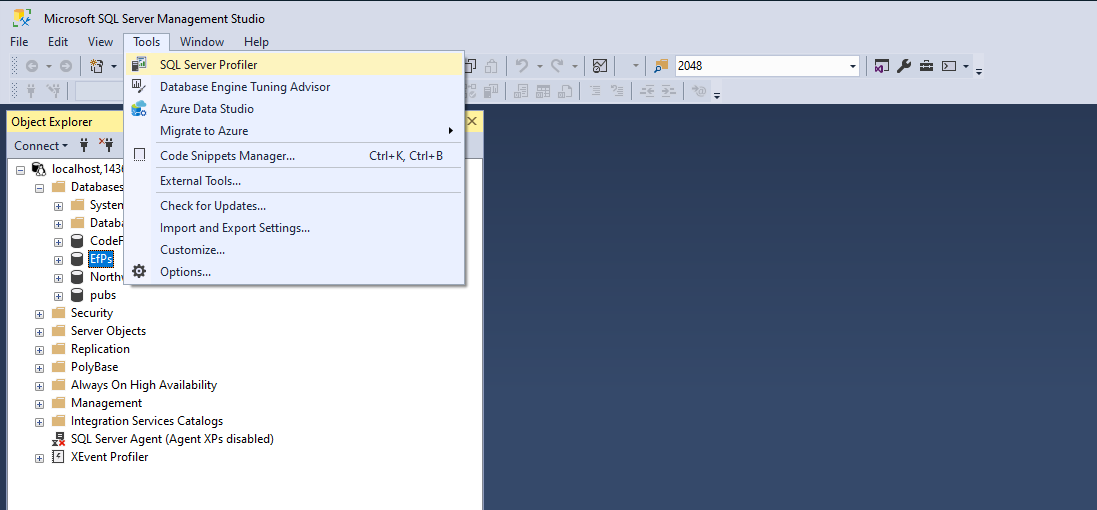 Microsoft SQL Server Management Studio
File Edit View Tools Window Help
2048
SQL Server Profiler
Database Engine Tuning Advisor
Azure Data Studio
Migrate to Azure
Code Snippets Manager... Ctrl+K, Ctrl+B
External Tools...
Check for Updates...
Import and Export Settings...
Customize...
Options...
Object Explorer
Connect
localhost,143
Databases
System
Databa
CodeF
EfPs
Northw
pubs
Security
Server Objects
Replication
PolyBase
Always On High Availability
Management
Integration Services Catalogs
SQL Server Agent (Agent XPs disabled)
XEvent Profiler